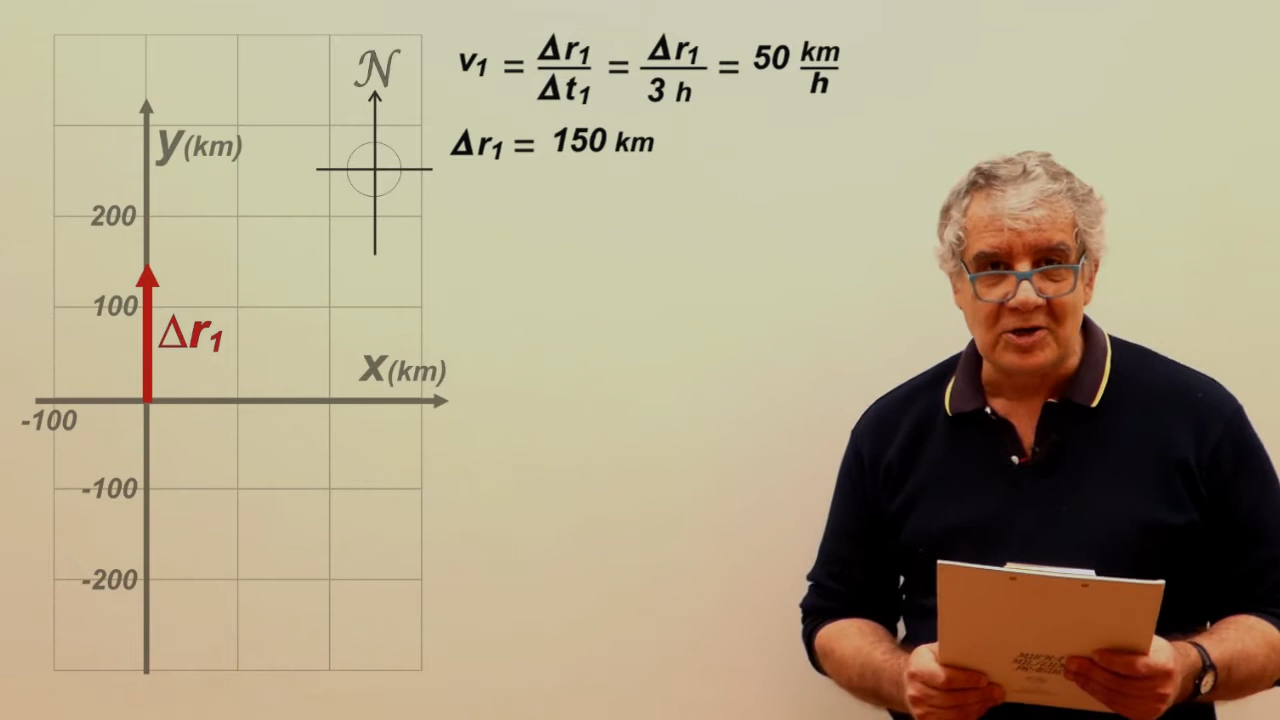 N
y(km)
200
100
Δr₁
x(km)
-100
-100
-200
v₁ = Δr₁/Δt₁ = Δr₁/3 h = 50 km/h
Δr₁ = 150 km